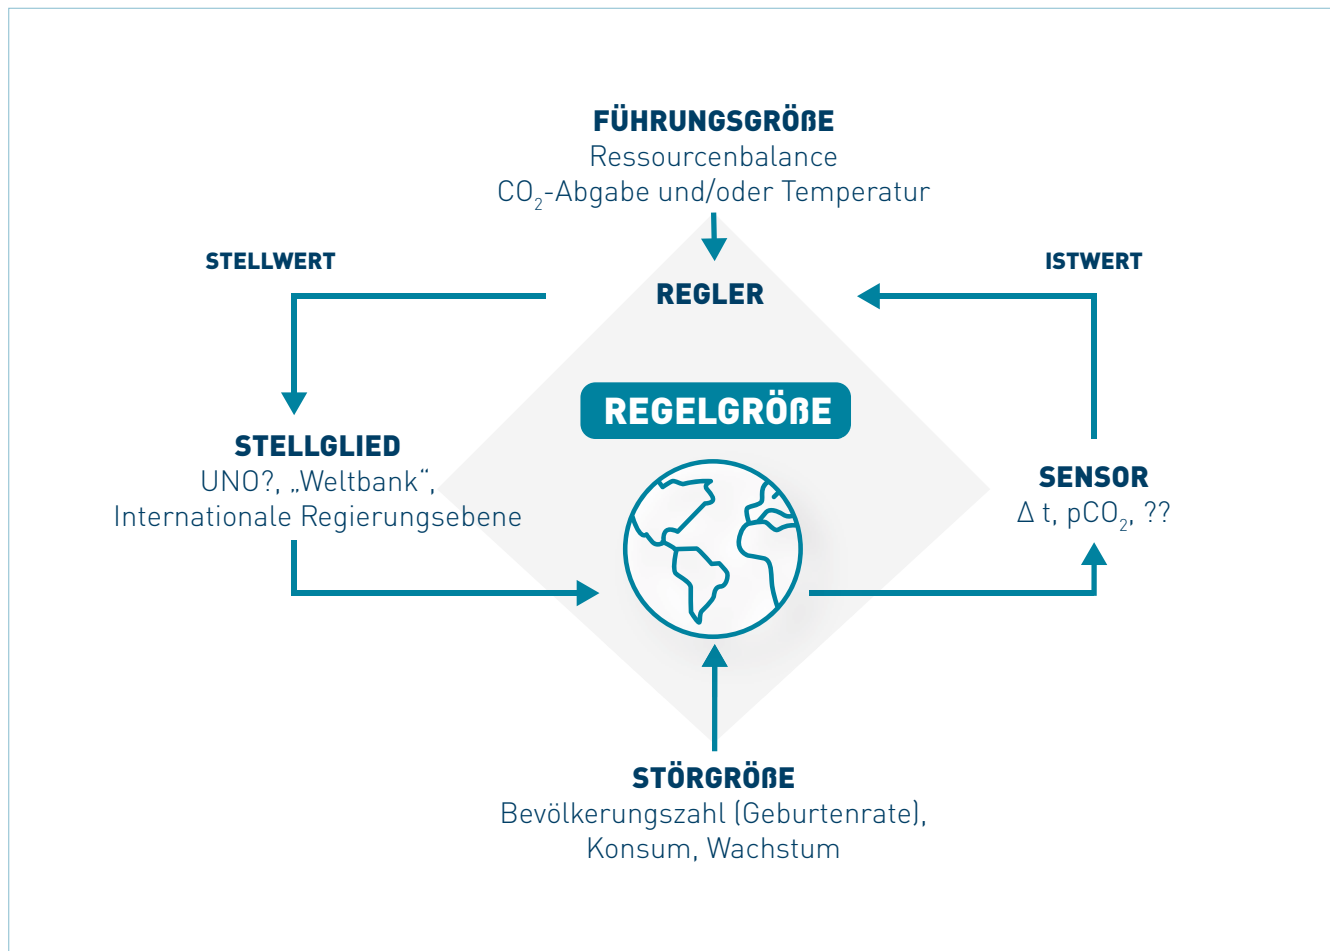 FÜHRUNGSGRÖßE
Ressourcenbalance
CO₂-Abgabe und/oder Temperatur
STELLWERT
ISTWERT
REGLER
REGELGRÖßE
STELLGLIED
UNO?, „Weltbank“,
Internationale Regierungsebene
SENSOR
Δ t, pCO₂, ??
STÖRGRÖßE
Bevölkerungszahl (Geburtenrate),
Konsum, Wachstum